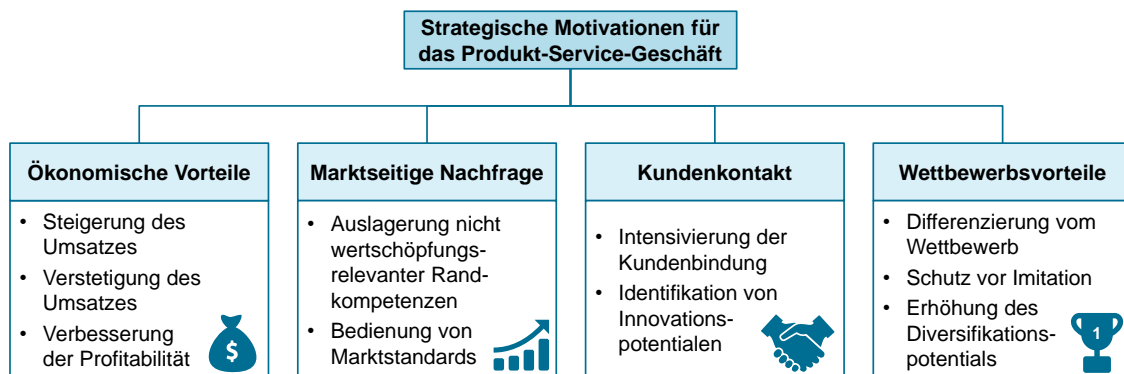 Strategische Motivationen für
das Produkt-Service-Geschäft
Ökonomische Vorteile
• Steigerung des
Umsatzes
• Verstetigung des
Umsatzes
• Verbesserung
der Profitabilität
$
Marktseitige Nachfrage
• Auslagerung nicht
wertschöpfungs-
relevanter Rand-
kompetenzen
• Bedienung von
Marktstandards
Kundenkontakt
• Intensivierung der
Kundenbindung
• Identifikation von
Innovations-
potentialen
Wettbewerbsvorteile
• Differenzierung vom
Wettbewerb
• Schutz vor Imitation
• Erhöhung des
Diversifikations-
potentials
1